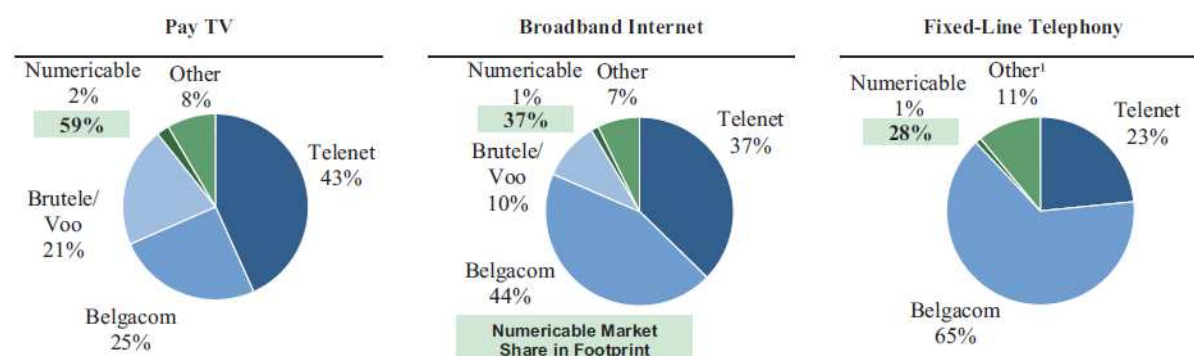 Pay TV
Numericable
2%
59%
Other
8%
Telenet
43%
Brutele/
Voo
21%
Belgacom
25%
Broadband Internet
Numericable
1%
37%
Other
7%
Telenet
37%
Brutele/
Voo
10%
Belgacom
44%
Numericable Market
Share in Footprint
Fixed-Line Telephony
Numericable
1%
28%
Other¹
11%
Telenet
23%
Belgacom
65%